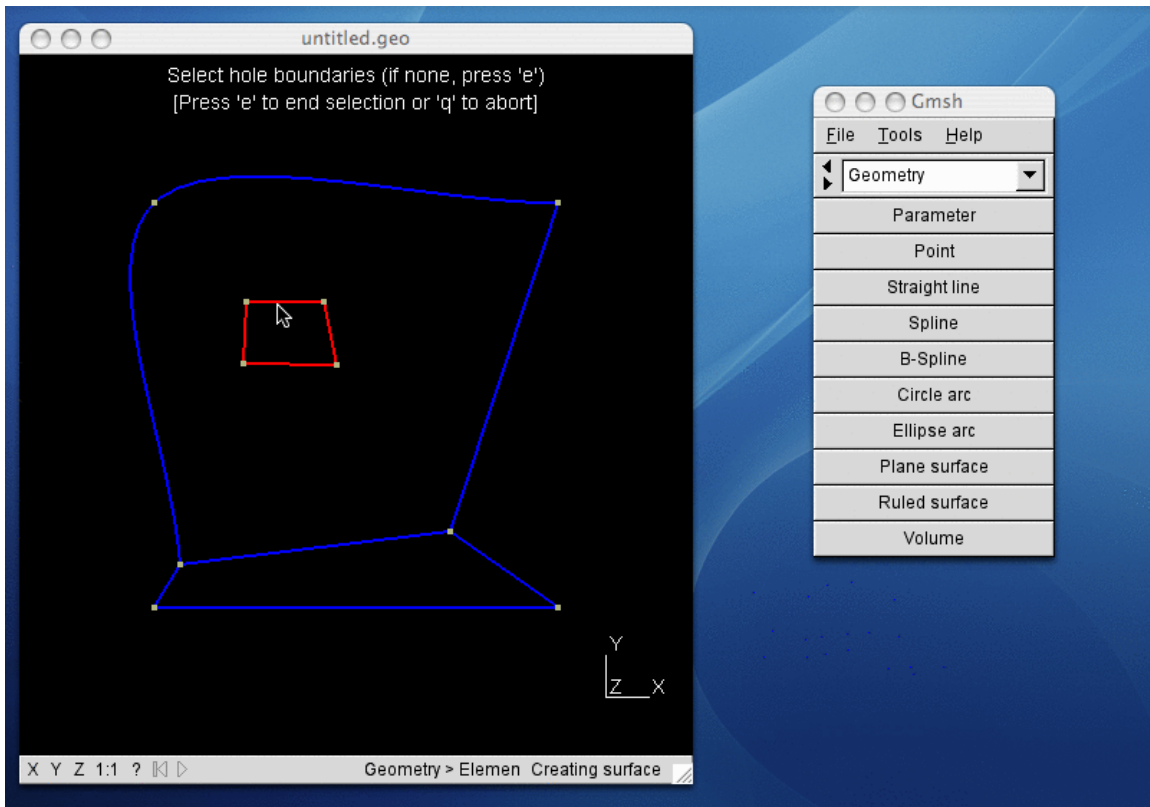 untitled.geo
Select hole boundaries (if none, press 'e')
[Press 'e' to end selection or 'q' to abort]
Y
Z X
X Y Z 1:1 ? Geometry > Elemen Creating surface
Gmsh
File Tools Help
Geometry
Parameter
Point
Straight line
Spline
B-Spline
Circle arc
Ellipse arc
Plane surface
Ruled surface
Volume